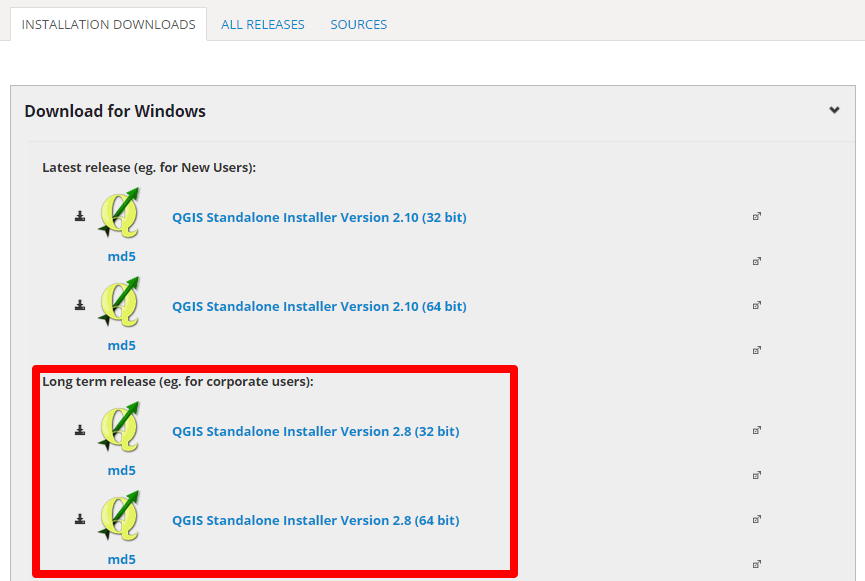 INSTALLATION DOWNLOADS ALL RELEASES SOURCES
Download for Windows
Latest release (eg. for New Users):
QGIS Standalone Installer Version 2.10 (32 bit)
md5
QGIS Standalone Installer Version 2.10 (64 bit)
md5
Long term release (eg. for corporate users):
QGIS Standalone Installer Version 2.8 (32 bit)
md5
QGIS Standalone Installer Version 2.8 (64 bit)
md5